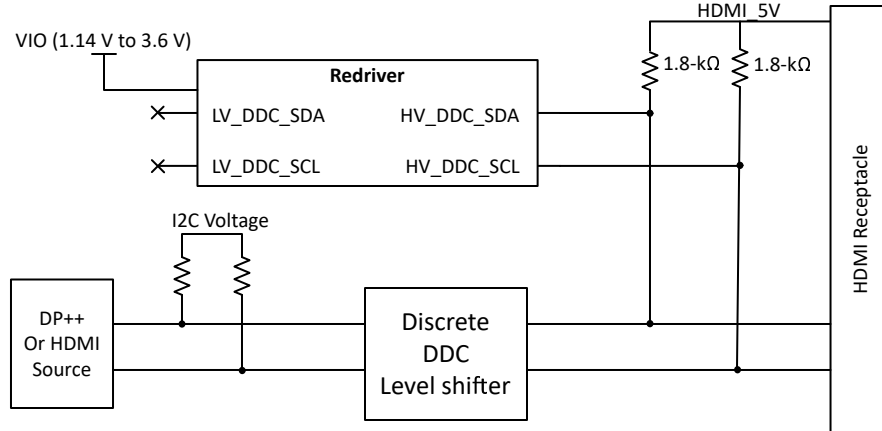 HDMI_5V
VIO (1.14 V to 3.6 V)
1.8-kΩ
1.8-kΩ
Redriver
LV_DDC_SDA
HV_DDC_SDA
LV_DDC_SCL
HV_DDC_SCL
I2C Voltage
HDMI Receptacle
DP++
Or HDMI
Source
Discrete
DDC
Level shifter